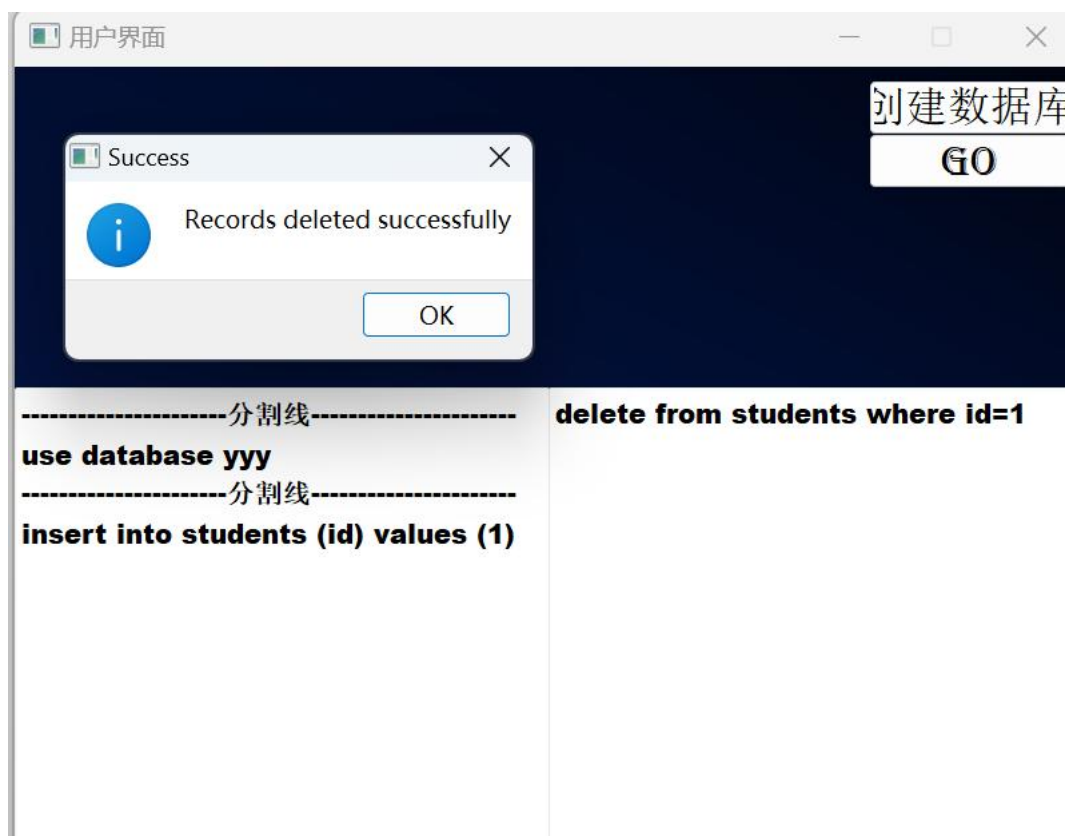 用户界面
创建数据库
GO
Success
Records deleted successfully
OK
----------------------分割线----------------------
use database yyy
----------------------分割线----------------------
insert into students (id) values (1)
delete from students where id=1